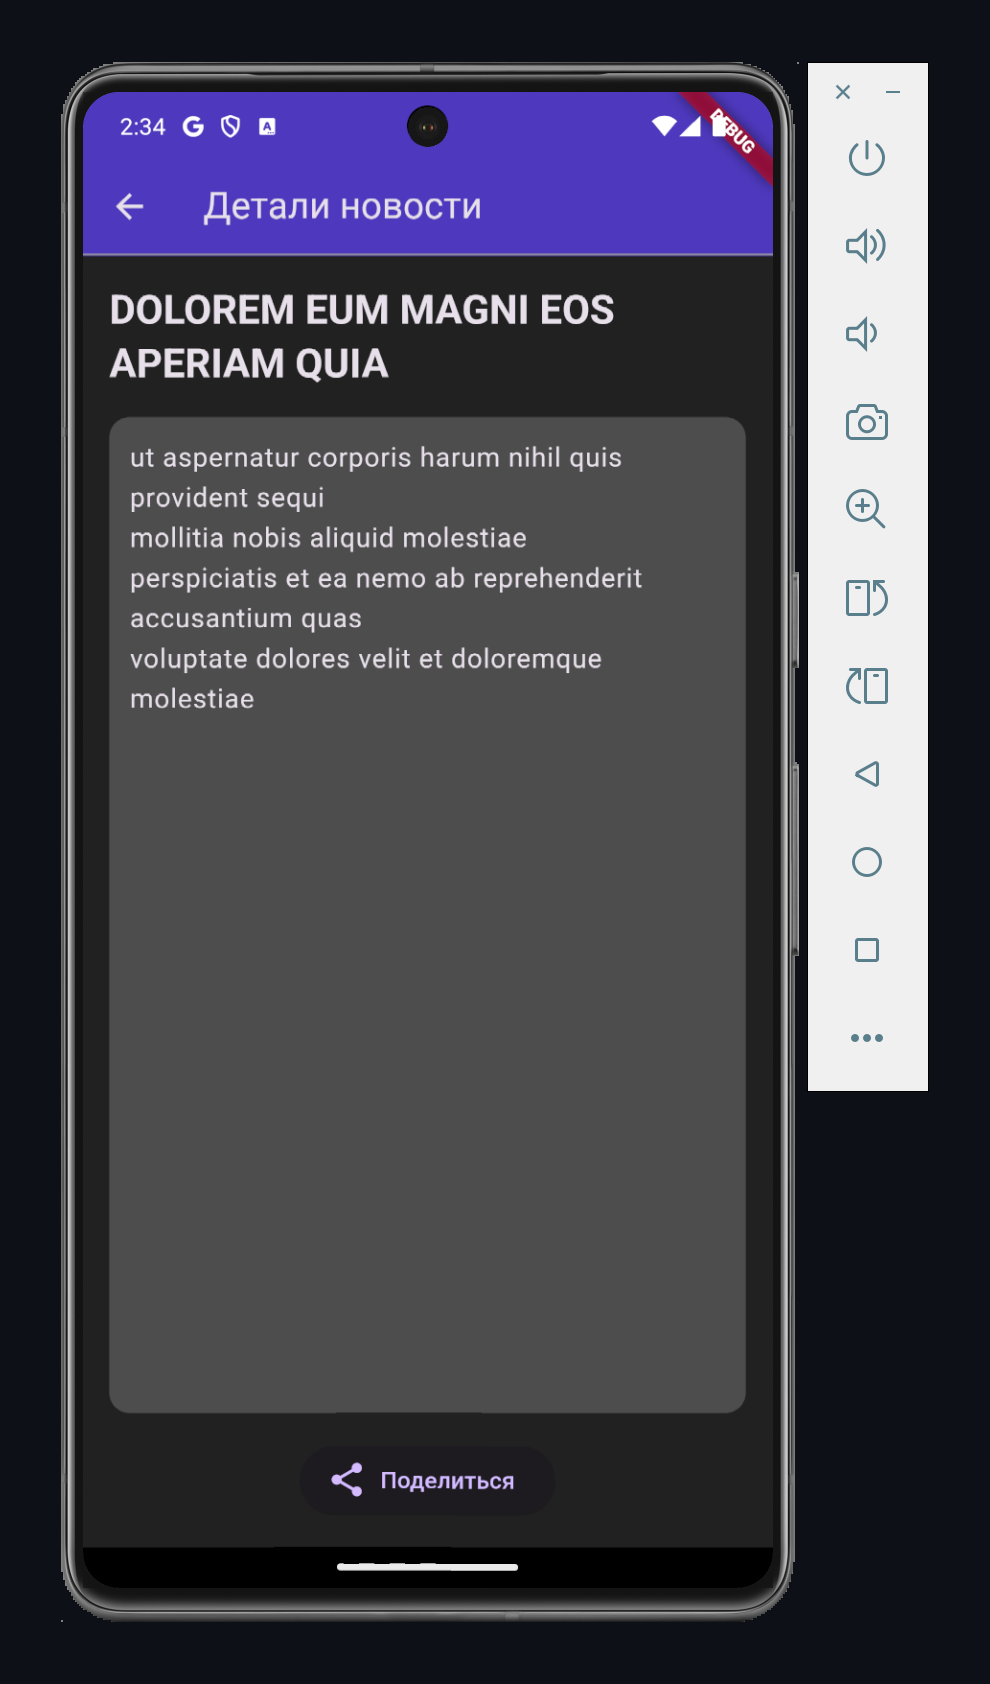 2:34
DEBUG
Детали новости
DOLOREM EUM MAGNI EOS
APERIAM QUIA
ut aspernatur corporis harum nihil quis
provident sequi
mollitia nobis aliquid molestiae
perspiciatis et ea nemo ab reprehenderit
accusantium quas
voluptate dolores velit et doloremque
molestiae
Поделиться